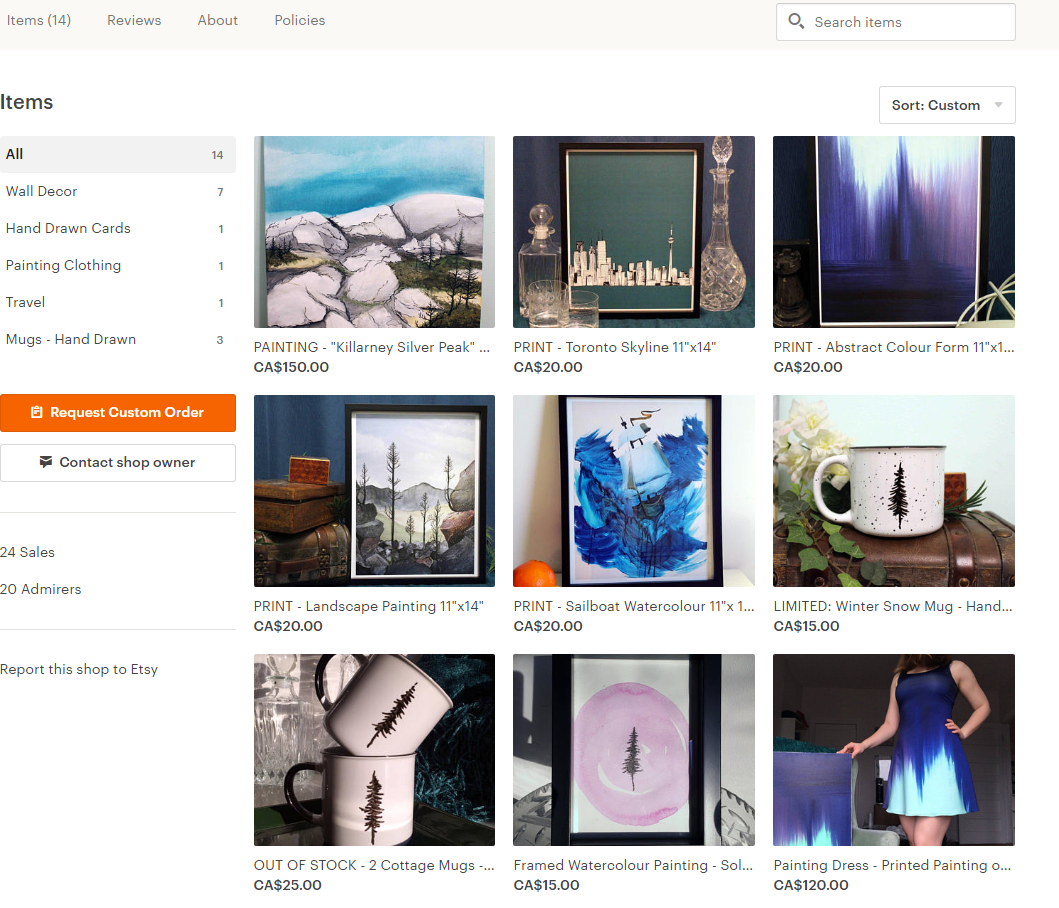 Items (14) Reviews About Policies Search items
Items
Sort: Custom
All 14
Wall Decor 7
Hand Drawn Cards 1
Painting Clothing 1
Travel 1
Mugs - Hand Drawn 3
Request Custom Order
Contact shop owner
24 Sales
20 Admirers
Report this shop to Etsy
PAINTING - "Killarney Silver Peak" ...
CA$150.00
PRINT - Toronto Skyline 11"x14"
CA$20.00
PRINT - Abstract Colour Form 11"x1...
CA$20.00
PRINT - Landscape Painting 11"x14"
CA$20.00
PRINT - Sailboat Watercolour 11"x 1...
CA$20.00
LIMITED: Winter Snow Mug - Hand...
CA$15.00
OUT OF STOCK - 2 Cottage Mugs -...
CA$25.00
Framed Watercolour Painting - Sol...
CA$15.00
Painting Dress - Printed Painting o...
CA$120.00